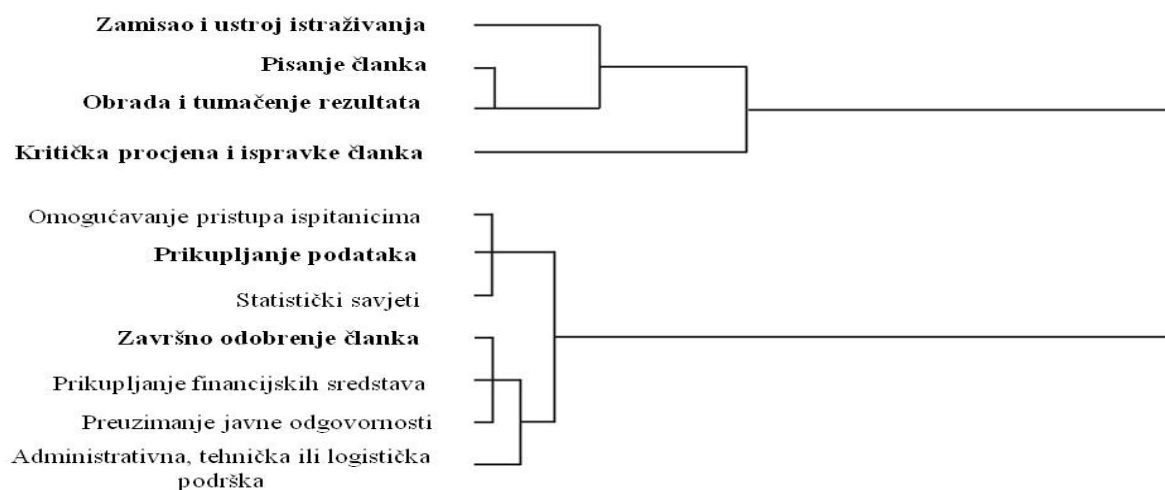 Zamisao i ustroj istraživanja
Pisanje članka
Obrada i tumačenje rezultata
Kritička procjena i ispravke članka
Omogućavanje pristupa ispitanicima
Prikupljanje podataka
Statistički savjeti
Završno odobrenje članka
Prikupljanje financijskih sredstava
Preuzimanje javne odgovornosti
Administrativna, tehnička ili logistička
podrška